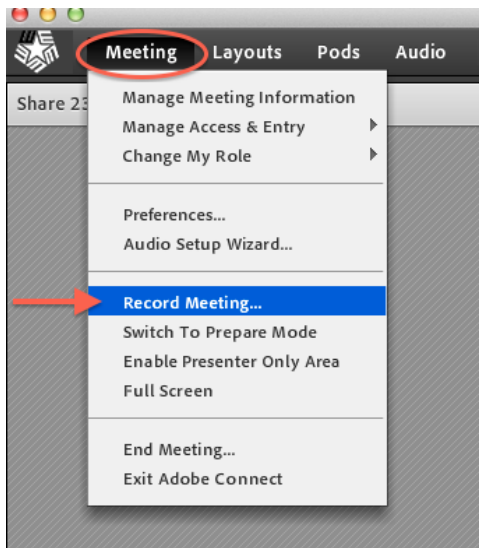 Meeting Layouts Pods Audio
Share 23
Manage Meeting Information
Manage Access & Entry
Change My Role
Preferences...
Audio Setup Wizard...
Record Meeting...
Switch To Prepare Mode
Enable Presenter Only Area
Full Screen
End Meeting...
Exit Adobe Connect